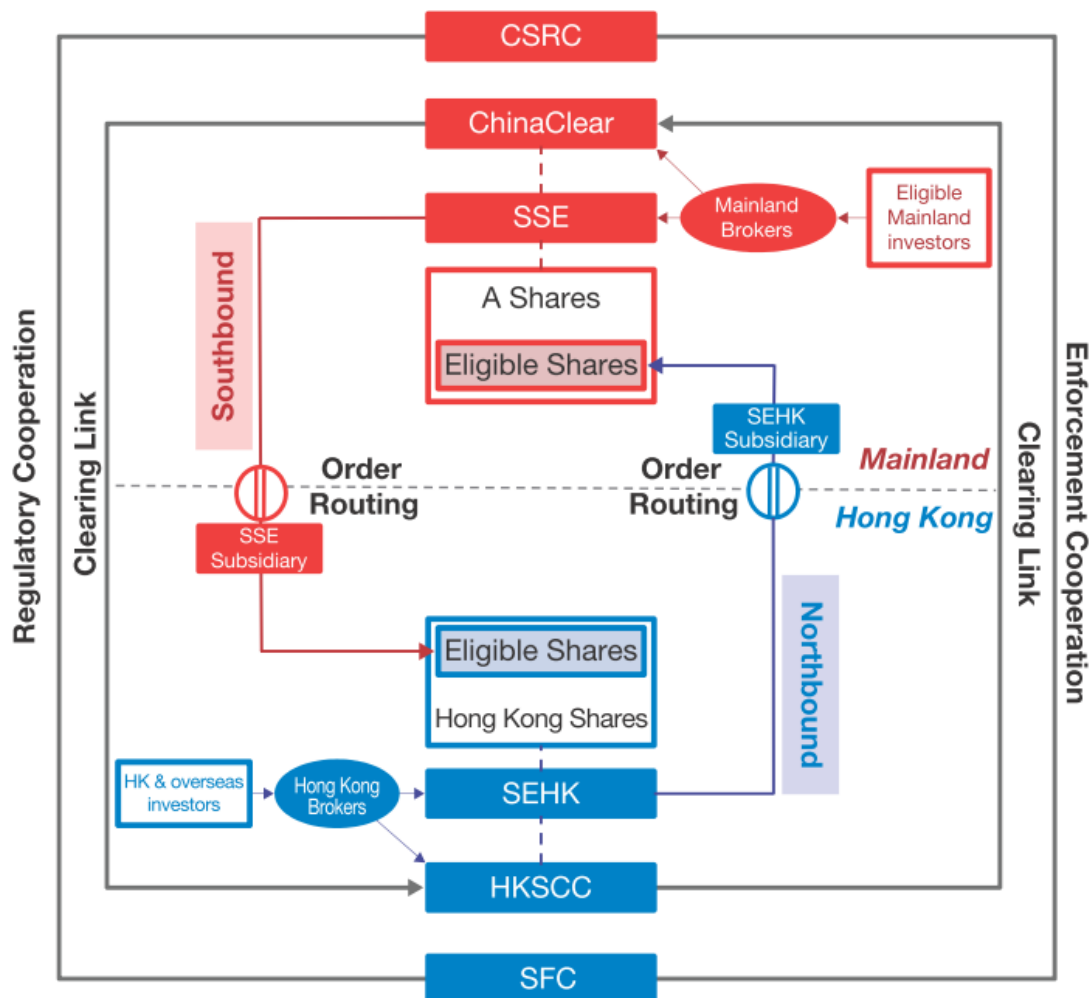 CSRC
ChinaClear
SSE
Mainland
Brokers
Eligible
Mainland
investors
A Shares
Eligible Shares
Southbound
Regulatory Cooperation
Clearing Link
SEHK
Subsidiary
Order
Routing
Order
Routing
Mainland
Hong Kong
SSE
Subsidiary
Clearing Link
Enforcement Cooperation
Northbound
Eligible Shares
Hong Kong Shares
HK & overseas
investors
Hong Kong
Brokers
SEHK
HKSCC
SFC